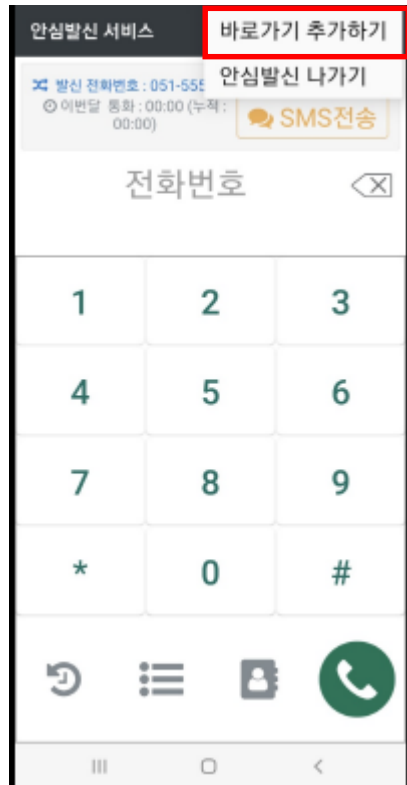 안심발신 서비스
바로가기 추가하기
안심발신 나가기
발신 전화번호 : 051-555
이번달 통화 : 00:00 (누적 :
00:00)
SMS전송
전화번호
1 2 3
4 5 6
7 8 9
* 0 #